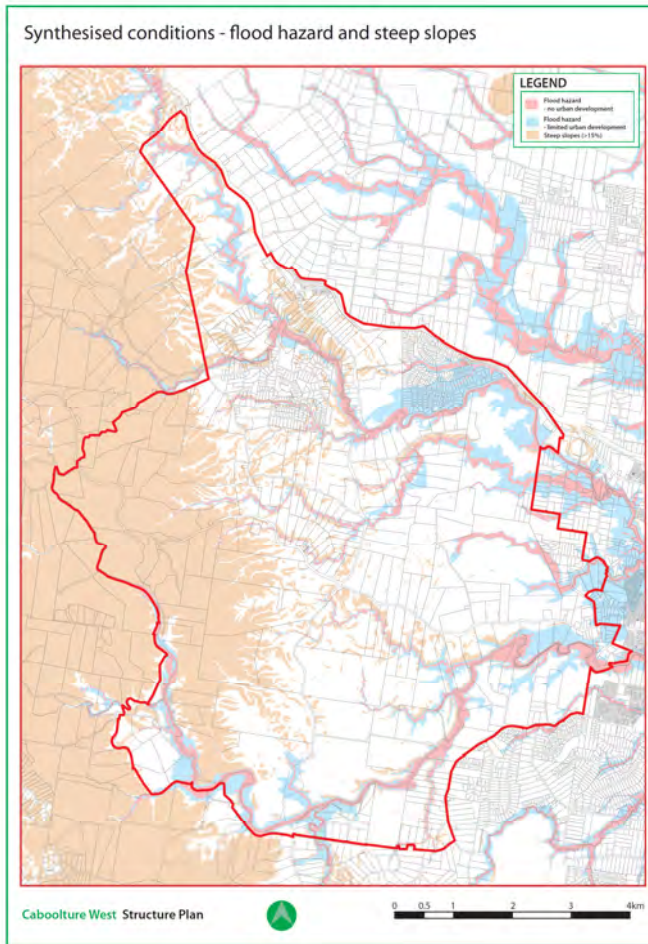 Synthesised conditions - flood hazard and steep slopes
LEGEND
Flood hazard
- no urban development
Flood hazard
- limited urban development
Steep slopes (>15%)
Caboolture West Structure Plan
0 0.5 1 2 3 4km